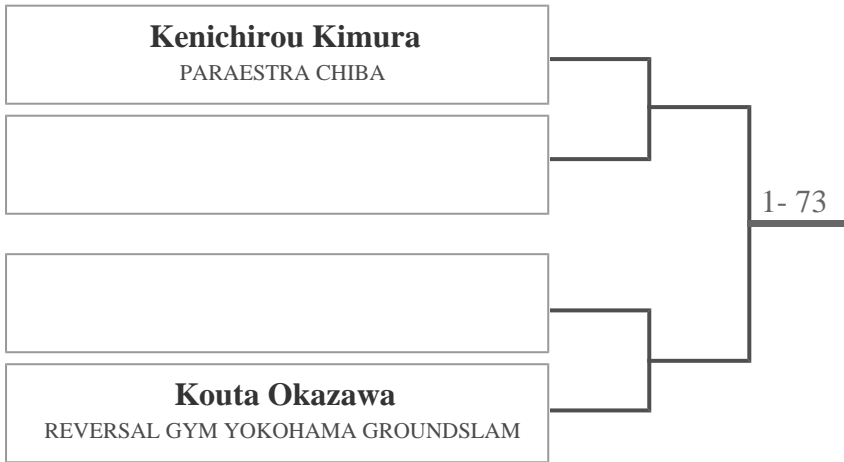 Kenichirou Kimura
PARAESTRA CHIBA
1- 73
Kouta Okazawa
REVERSAL GYM YOKOHAMA GROUNDSLAM